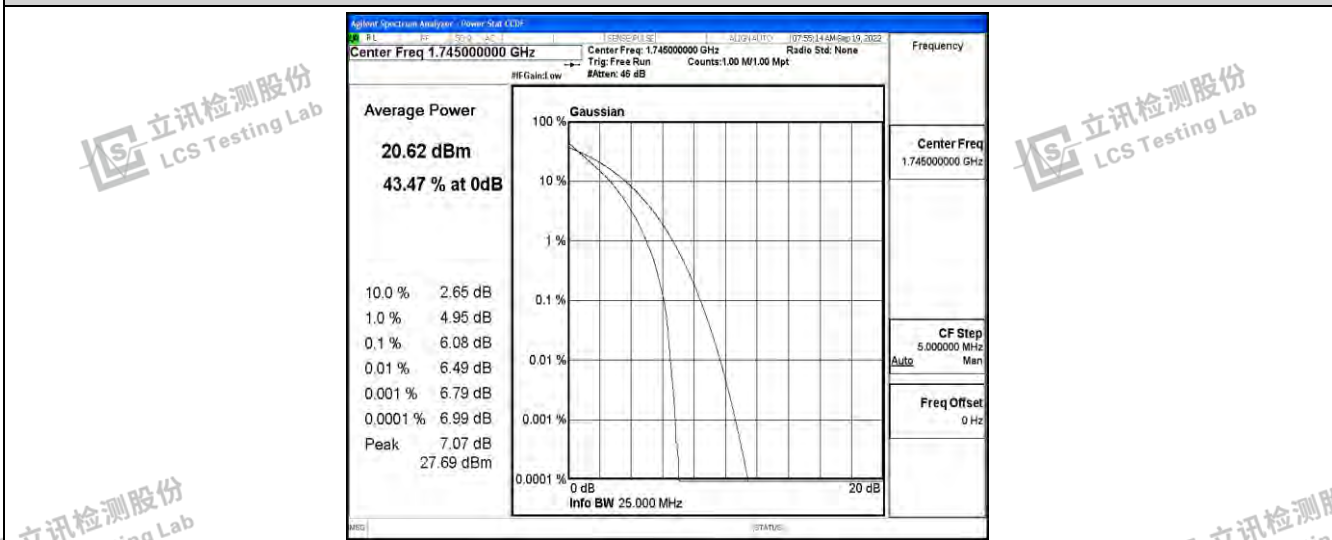 Agilent Spectrum Analyzer - Power Stat CCDF
RL RF 50 Ω AC SENSE:PULSE ALIGN AUTO 07:55:14 AM Sep 19, 2022
Center Freq 1.745000000 GHz
Center Freq: 1.745000000 GHz Radio Std: None
Trig: Free Run Counts:1.00 M/1.00 Mpt
#IFGain:Low #Atten: 46 dB
Frequency
Average Power
20.62 dBm
43.47 % at 0dB
10.0 % 2.65 dB
1.0 % 4.95 dB
0.1 % 6.08 dB
0.01 % 6.49 dB
0.001 % 6.79 dB
0.0001 % 6.99 dB
Peak 7.07 dB
27.69 dBm
Gaussian
100 %
10 %
1 %
0.1 %
0.01 %
0.001 %
0.0001 %
0 dB 20 dB
Info BW 25.000 MHz
Center Freq
1.745000000 GHz
CF Step
5.000000 MHz
Auto Man
Freq Offset
0 Hz
MSG STATUS
立讯检测股份
LCS Testing Lab
立讯检测股份
LCS Testing Lab
立讯检测股份
ing Lab
立讯检测股